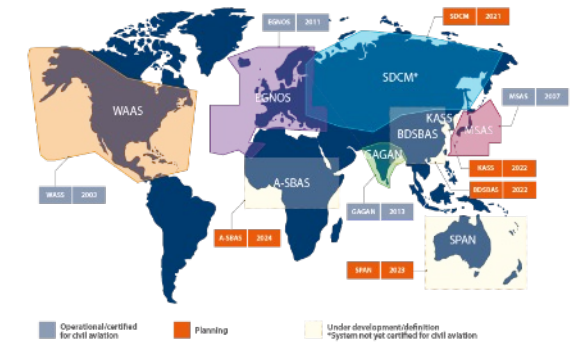 EGNOS 2011
SDCM 2021
SDCM*
WAAS
EGNOS
MSAS 2007
KASS
MSAS
BDSBAS
GAGAN
KASS 2022
A-SBAS
BDSBAS 2022
WASS 2003
GAGAN 2013
A-SBAS 2024
SPAN
SPAN 2023
Operational/certified
for civil aviation
Planning
Under development/definition
*System not yet certified for civil aviation